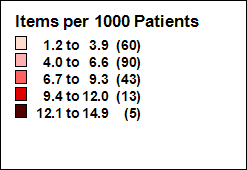 Items per 1000 Patients
1.2 to 3.9 (60)
4.0 to 6.6 (90)
6.7 to 9.3 (43)
9.4 to 12.0 (13)
12.1 to 14.9 (5)